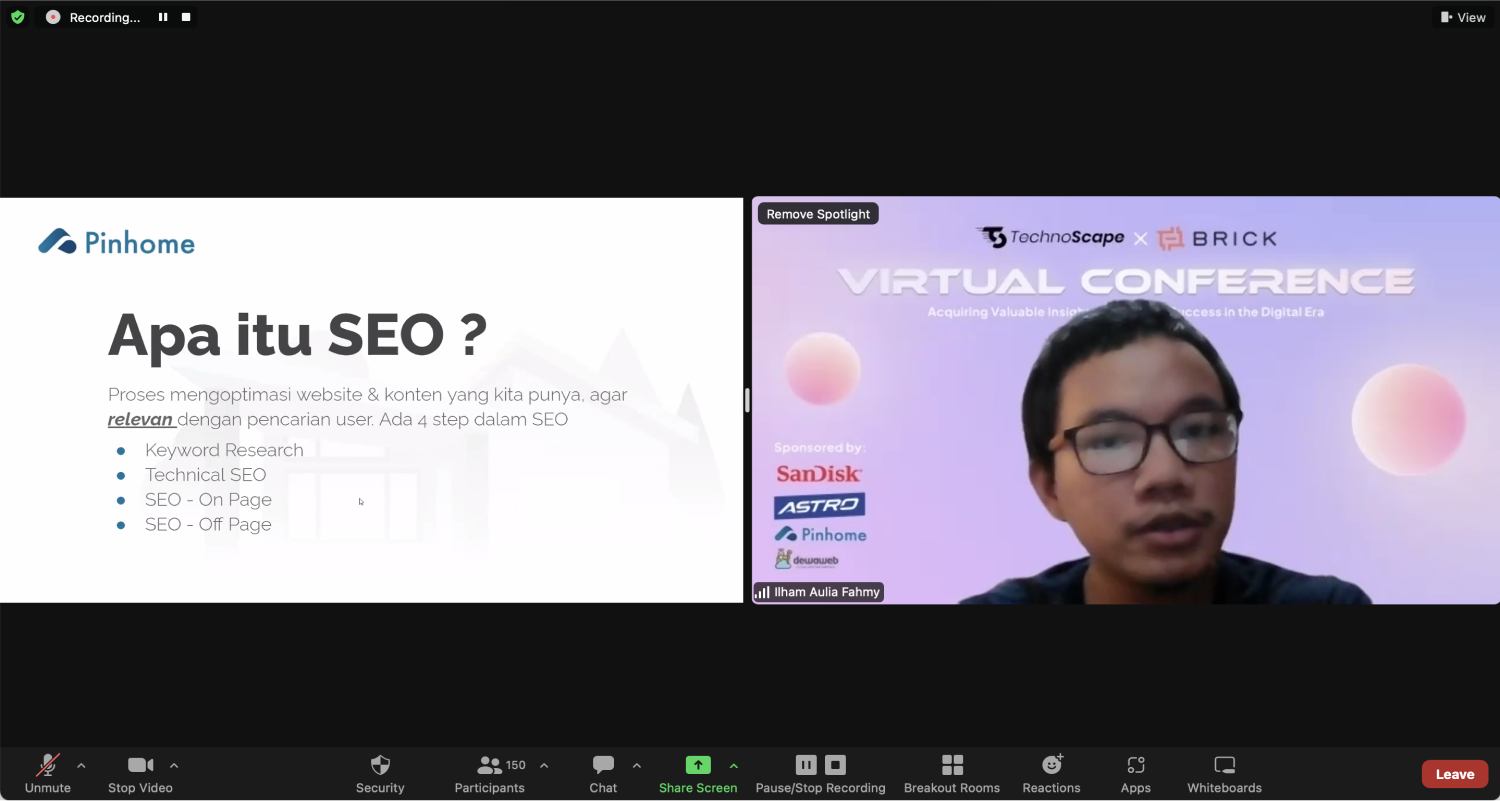 Recording...
View
Pinhome
Apa itu SEO ?
Proses mengoptimasi website & konten yang kita punya, agar
relevan dengan pencarian user. Ada 4 step dalam SEO
Keyword Research
Technical SEO
SEO - On Page
SEO - Off Page
Remove Spotlight
TechnoScape × BRICK
VIRTUAL CONFERENCE
Acquiring Valuable in the Digital Era
Sponsored by:
SanDisk
ASTRO
Pinhome
dewaweb
Ilham Aulia Fahmy
Unmute
Stop Video
Security
Participants
150
Chat
Share Screen
Pause/Stop Recording
Breakout Rooms
Reactions
Apps
Whiteboards
Leave